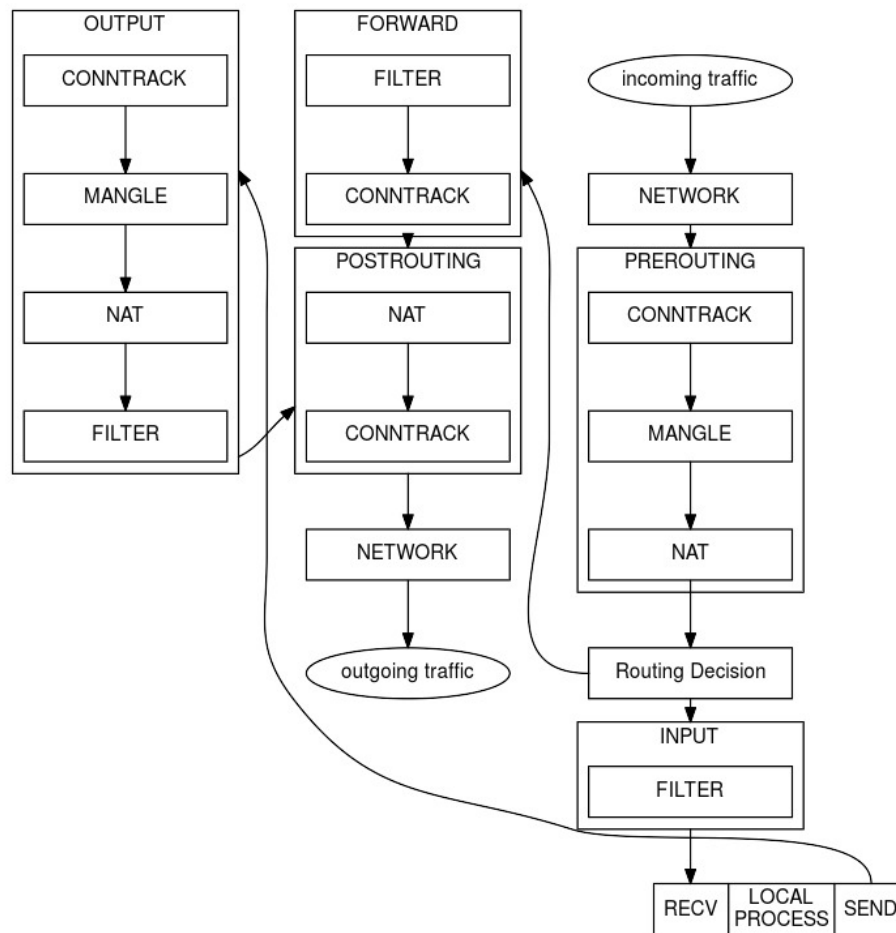 OUTPUT
CONNTRACK
MANGLE
NAT
FILTER
FORWARD
FILTER
CONNTRACK
POSTROUTING
NAT
CONNTRACK
NETWORK
outgoing traffic
incoming traffic
NETWORK
PREROUTING
CONNTRACK
MANGLE
NAT
Routing Decision
INPUT
FILTER
RECV
LOCAL
PROCESS
SEND